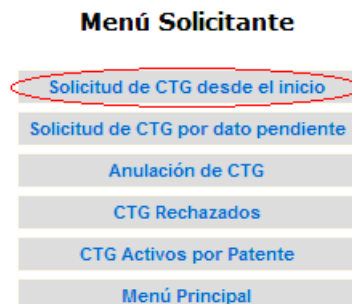 Menú Solicitante
Solicitud de CTG desde el inicio
Solicitud de CTG por dato pendiente
Anulación de CTG
CTG Rechazados
CTG Activos por Patente
Menú Principal